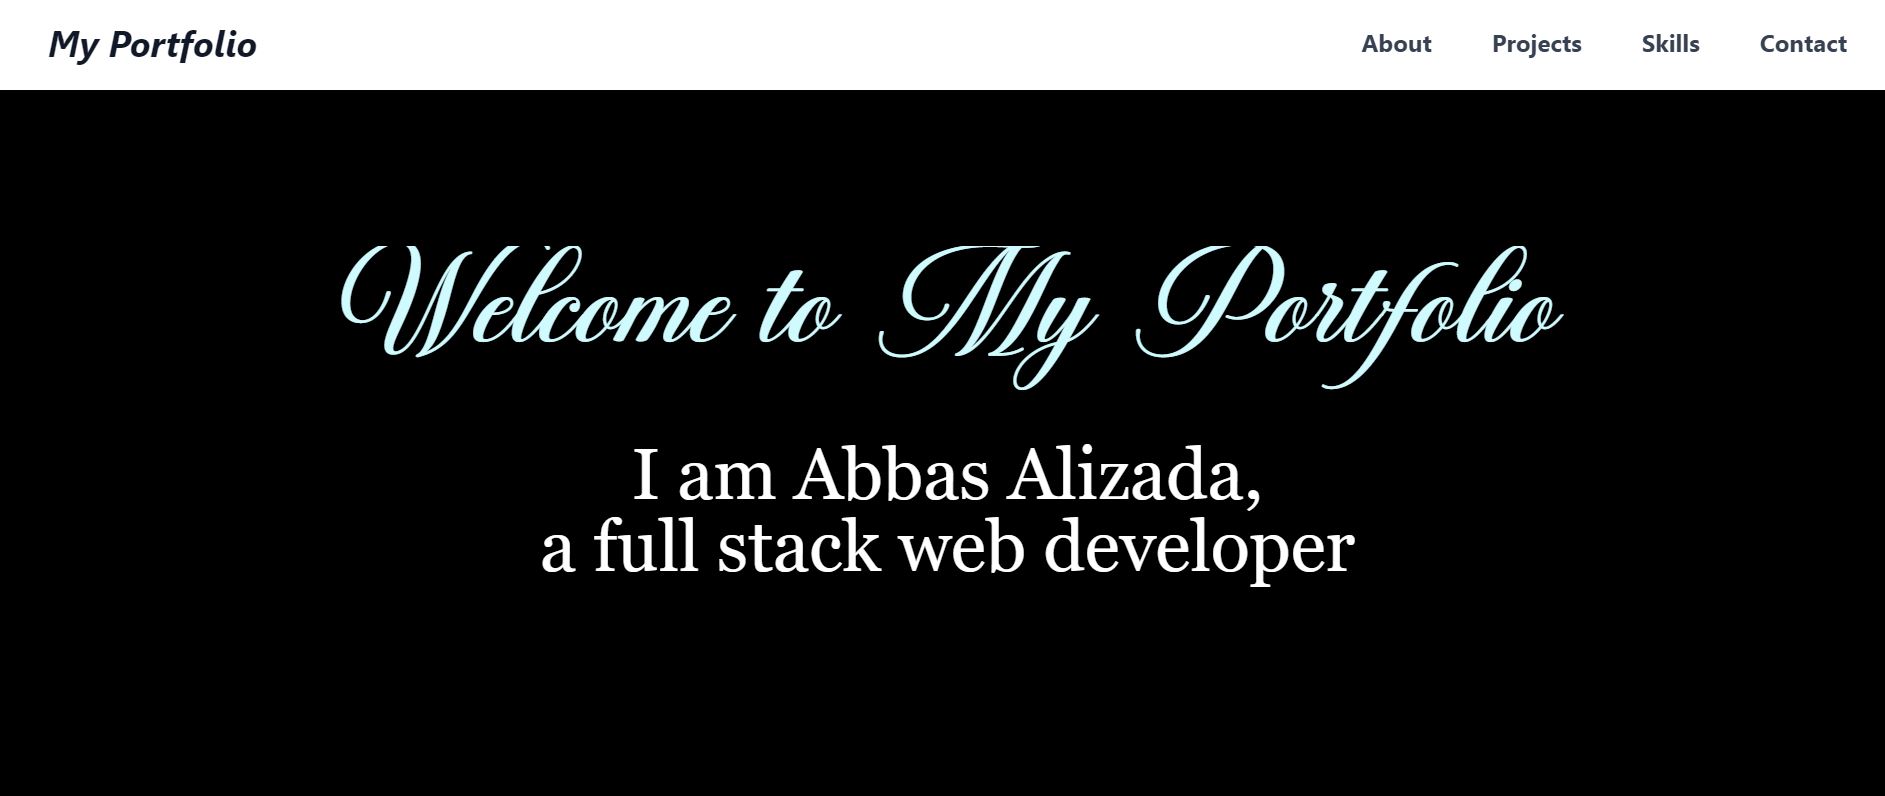 My Portfolio
About Projects Skills Contact
Welcome to My Portfolio
I am Abbas Alizada,
a full stack web developer